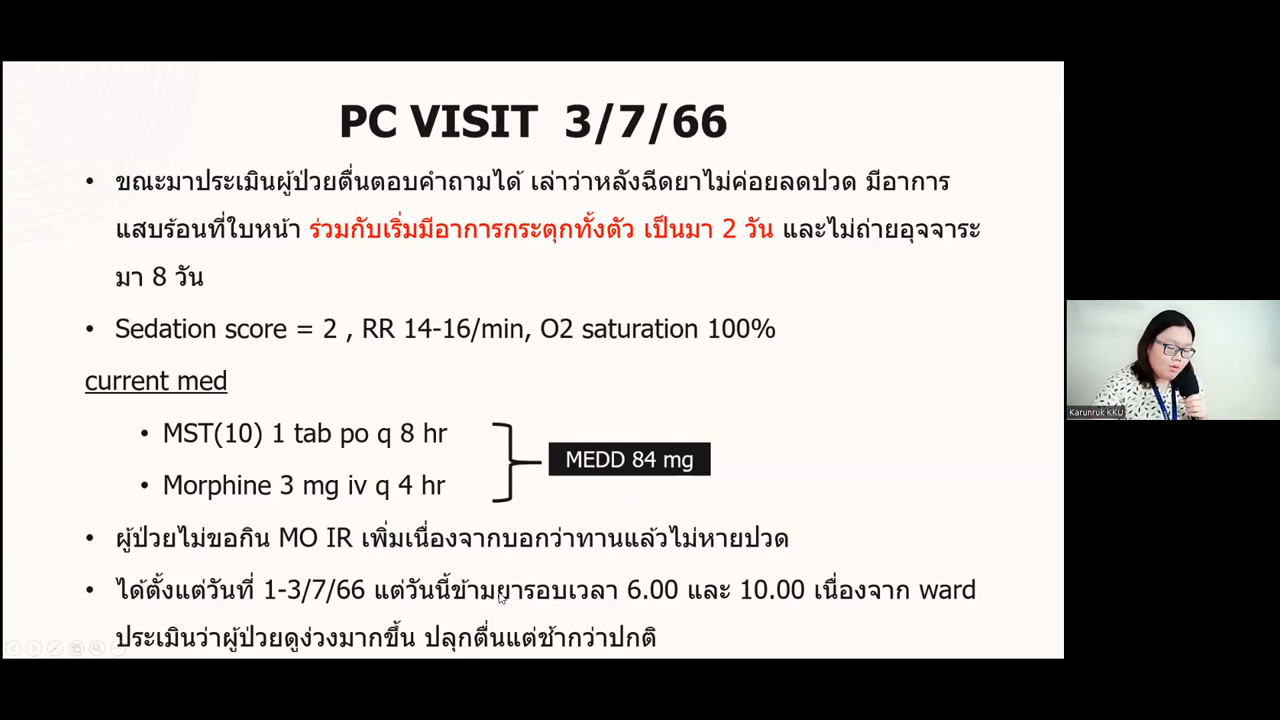 PC VISIT 3/7/66
• ขณะมาประเมินผู้ป่วยตื่นตอบคำถามได้ เล่าว่าหลังฉีดยาไม่ค่อยลดปวด มีอาการ
แสบร้อนที่ใบหน้า ร่วมกับเริ่มมีอาการกระตุกทั้งตัว เป็นมา 2 วัน และไม่ถ่ายอุจจาระ
มา 8 วัน
• Sedation score = 2 , RR 14-16/min, O2 saturation 100%
current med
• MST(10) 1 tab po q 8 hr
MEDD 84 mg
• Morphine 3 mg iv q 4 hr
• ผู้ป่วยไม่ขอกิน MO IR เพิ่มเนื่องจากบอกว่าทานแล้วไม่หายปวด
• ได้ตั้งแต่วันที่ 1-3/7/66 แต่วันนี้ข้ามยารอบเวลา 6.00 และ 10.00 เนื่องจาก ward
ประเมินว่าผู้ป่วยดูง่วงมากขึ้น ปลุกตื่นแต่ช้ากว่าปกติ
Karunruk KKU